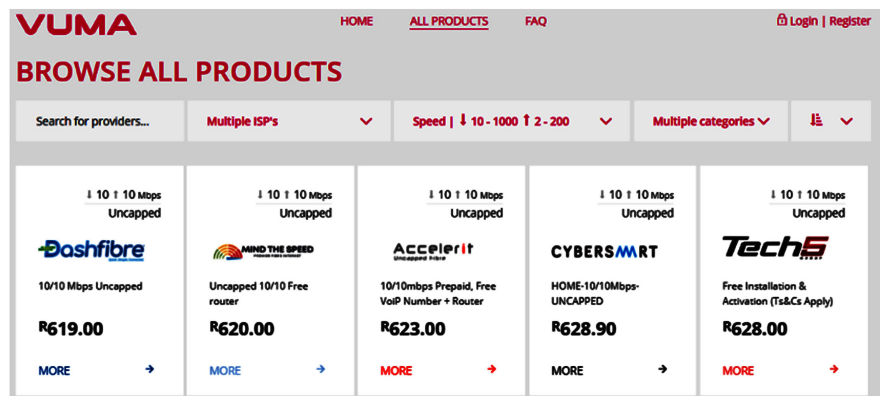 VUMA
HOME ALL PRODUCTS FAQ Login | Register
BROWSE ALL PRODUCTS
Search for providers... Multiple ISP's Speed | ⬇ 10 - 1000 ⬆ 2 - 200 Multiple categories
⬇ 10 ⬆ 10 Mbps
Uncapped
Dashfibre
10/10 Mbps Uncapped
R619.00
MORE →
⬇ 10 ⬆ 10 Mbps
Uncapped
MIND THE SPEED
PREMIUM FIBRE INTERNET
Uncapped 10/10 Free
router
R620.00
MORE →
⬇ 10 ⬆ 10 Mbps
Uncapped
Accelerit
Uncapped Fibre
10/10mbps Prepaid, Free
VoiP Number + Router
R623.00
MORE →
⬇ 10 ⬆ 10 Mbps
Uncapped
CYBERSMART
HOME-10/10Mbps-
UNCAPPED
R628.90
MORE →
⬇ 10 ⬆ 10 Mbps
Uncapped
Tech5
GROUP
Free Installation &
Activation (Ts&Cs Apply)
R628.00
MORE →